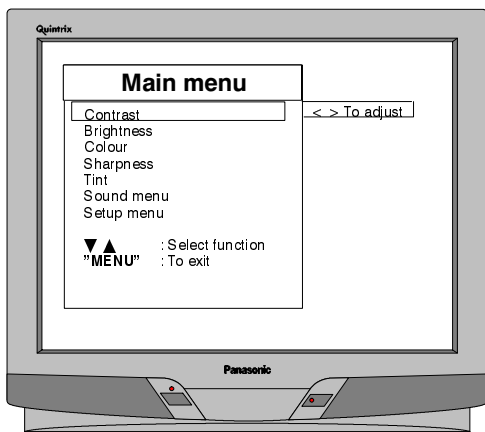 Quintrix
Main menu
Contrast < > To adjust
Brightness
Colour
Sharpness
Tint
Sound menu
Setup menu
▼▲ : Select function
"MENU" : To exit
Panasonic